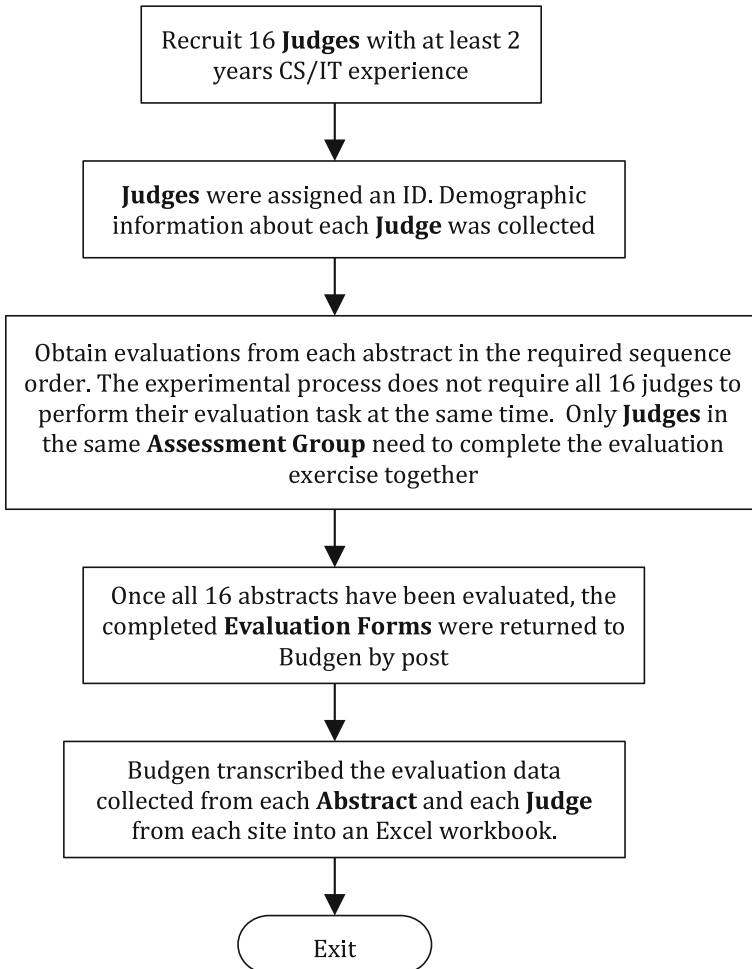 Recruit 16 Judges with at least 2
years CS/IT experience
Judges were assigned an ID. Demographic
information about each Judge was collected
Obtain evaluations from each abstract in the required sequence
order. The experimental process does not require all 16 judges to
perform their evaluation task at the same time.  Only Judges in
the same Assessment Group need to complete the evaluation
exercise together
Once all 16 abstracts have been evaluated, the
completed Evaluation Forms were returned to
Budgen by post
Budgen transcribed the evaluation data
collected from each Abstract and each Judge
from each site into an Excel workbook.
Exit